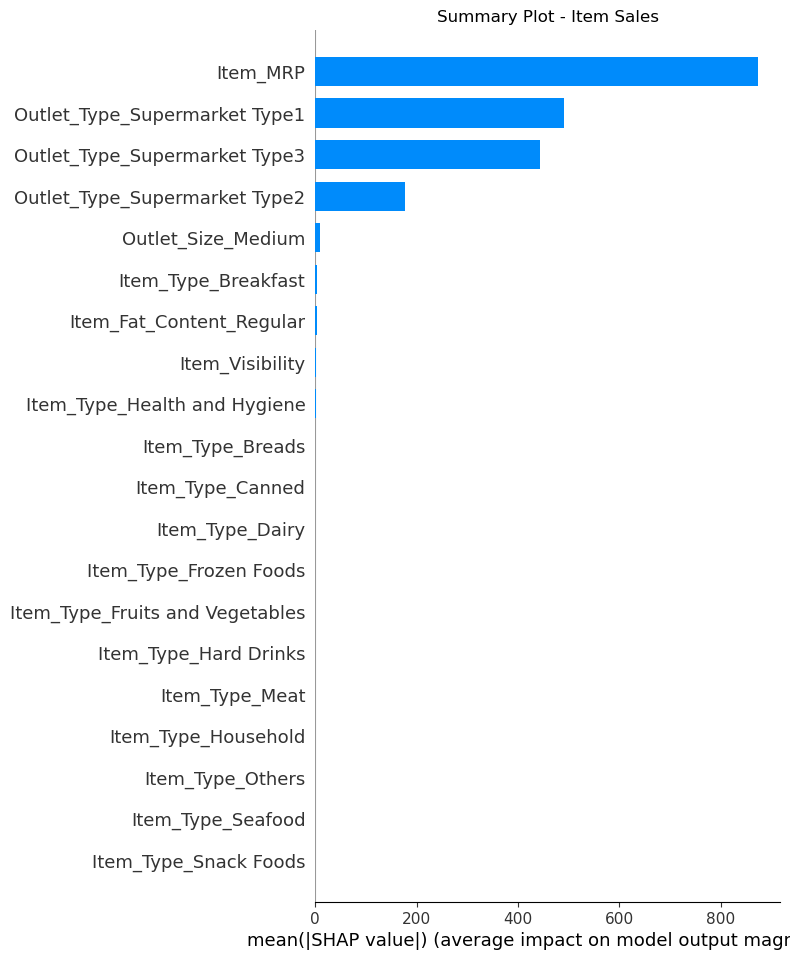 Summary Plot - Item Sales
Item_MRP
Outlet_Type_Supermarket Type1
Outlet_Type_Supermarket Type3
Outlet_Type_Supermarket Type2
Outlet_Size_Medium
Item_Type_Breakfast
Item_Fat_Content_Regular
Item_Visibility
Item_Type_Health and Hygiene
Item_Type_Breads
Item_Type_Canned
Item_Type_Dairy
Item_Type_Frozen Foods
Item_Type_Fruits and Vegetables
Item_Type_Hard Drinks
Item_Type_Meat
Item_Type_Household
Item_Type_Others
Item_Type_Seafood
Item_Type_Snack Foods
0 200 400 600 800
mean(|SHAP value|) (average impact on model output magn